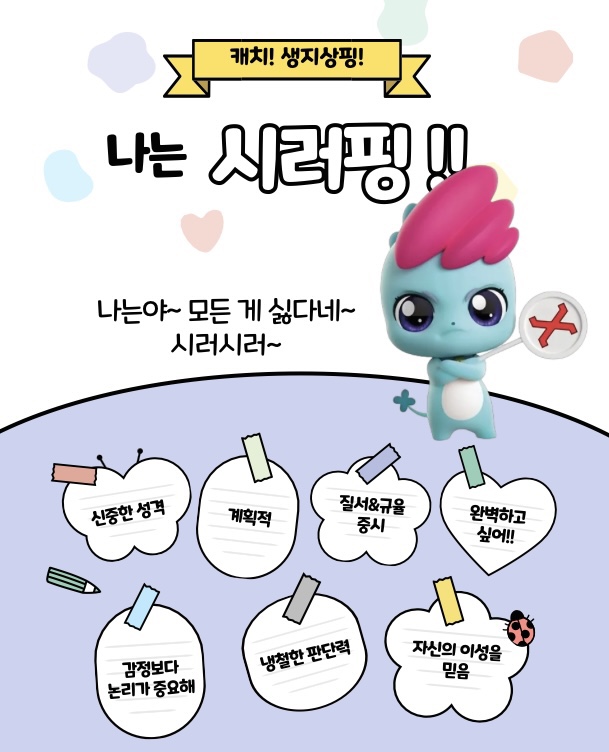 캐치! 생지상핑!
나는 시러핑!!
나는야~ 모든 게 싫다네~
시러시러~
신중한 성격
계획적
질서&규율
중시
완벽하고
싶어!!
감정보다
논리가 중요해
냉철한 판단력
자신의 이성을
믿음